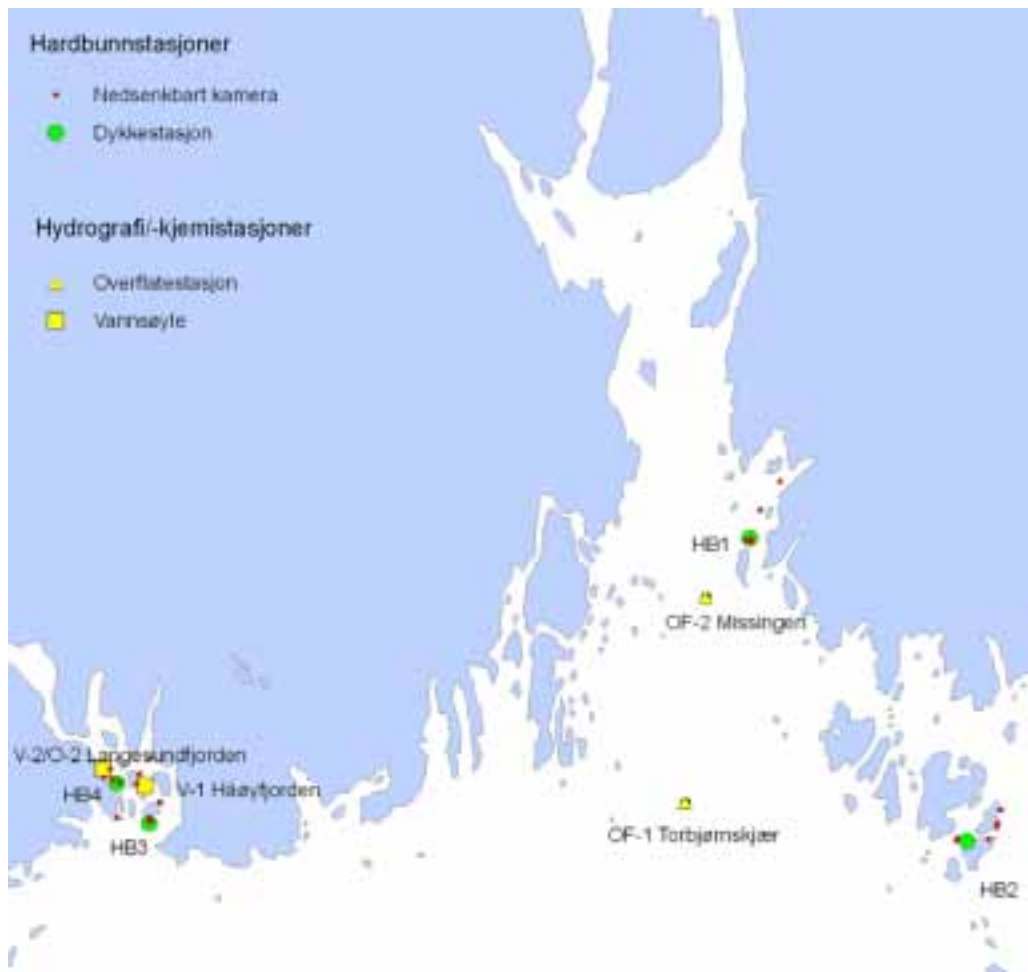 Hardbunnstasjoner
Nedsenkbart kamera
Dykkestasjon
Hydrografi/-kjemistasjoner
Overflatestasjon
Vannsøyle
HB1
OF-2 Missingen
V-2/O-2 Langesundfjorden
HB4
V-1 Håøyfjorden
HB3
OF-1 Torbjørnskjær
HB2